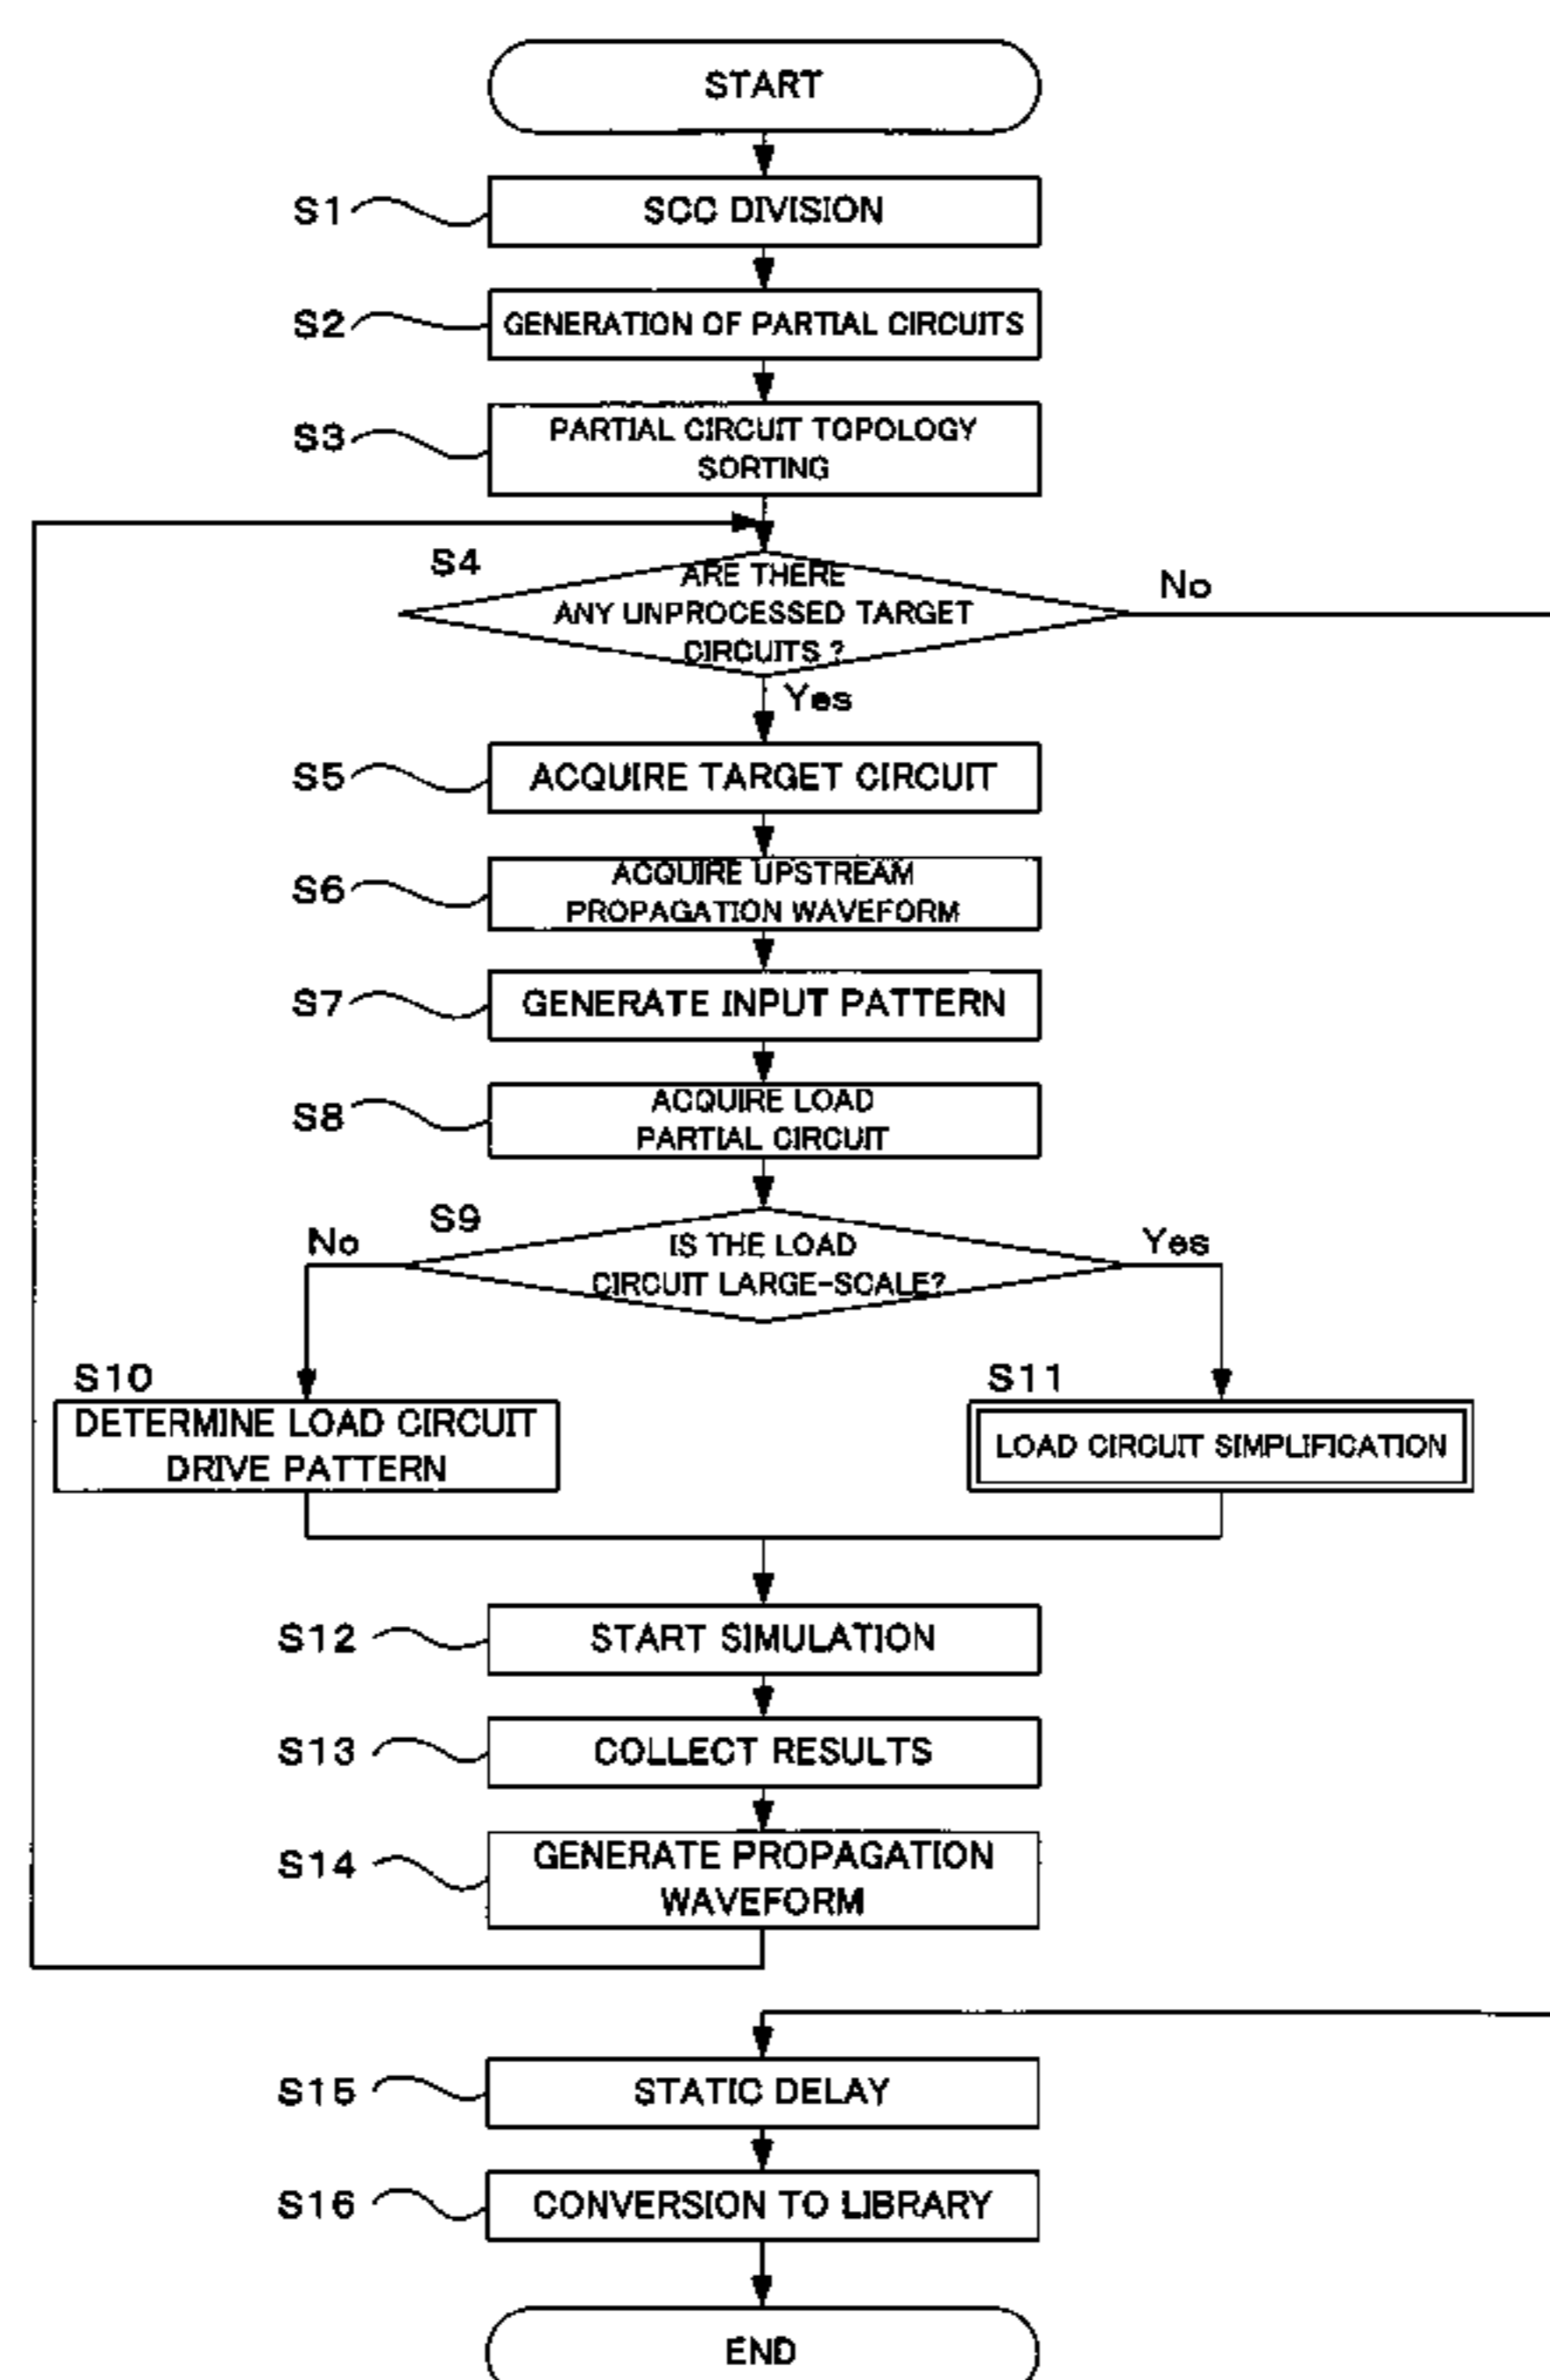 START
S1
SCC DIVISION
S2
GENERATION OF PARTIAL CIRCUITS
S3
PARTIAL CIRCUIT TOPOLOGY
SORTING
S4
ARE THERE
ANY UNPROCESSED TARGET
CIRCUITS ?
No
Yes
S5
ACQUIRE TARGET CIRCUIT
S6
ACQUIRE UPSTREAM
PROPAGATION WAVEFORM
S7
GENERATE INPUT PATTERN
S8
ACQUIRE LOAD
PARTIAL CIRCUIT
S9
IS THE LOAD
CIRCUIT LARGE-SCALE?
No
Yes
S10
DETERMINE LOAD CIRCUIT
DRIVE PATTERN
S11
LOAD CIRCUIT SIMPLIFICATION
S12
START SIMULATION
S13
COLLECT RESULTS
S14
GENERATE PROPAGATION
WAVEFORM
S15
STATIC DELAY
S16
CONVERSION TO LIBRARY
END